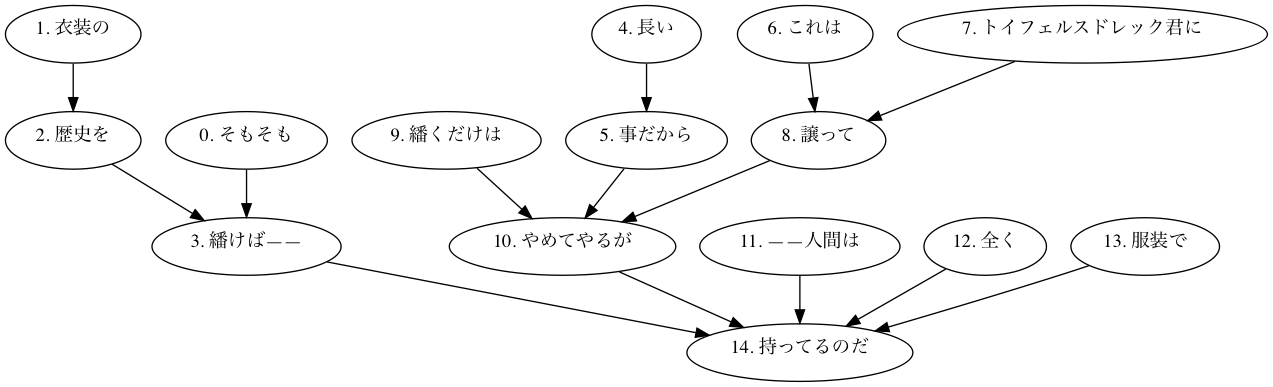 1. 衣装の
4. 長い
6. これは
7. トイフェルスドレック君に
2. 歴史を
0. そもそも
9. 繙くだけは
5. 事だから
8. 譲って
3. 繙けば――
10. やめてやるが
11. ――人間は
12. 全く
13. 服装で
14. 持ってるのだ